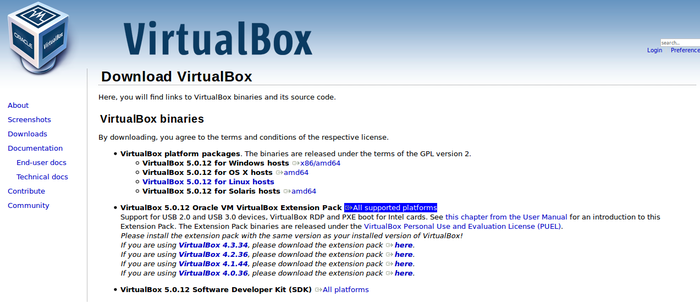 VirtualBox
ORACLE
VM
search...
Login Preference
Download VirtualBox
Here, you will find links to VirtualBox binaries and its source code.
About
Screenshots
Downloads
Documentation
End-user docs
Technical docs
Contribute
Community
VirtualBox binaries
By downloading, you agree to the terms and conditions of the respective license.
VirtualBox platform packages. The binaries are released under the terms of the GPL version 2.
VirtualBox 5.0.12 for Windows hosts x86/amd64
VirtualBox 5.0.12 for OS X hosts amd64
VirtualBox 5.0.12 for Linux hosts
VirtualBox 5.0.12 for Solaris hosts amd64
VirtualBox 5.0.12 Oracle VM VirtualBox Extension Pack All supported platforms
Support for USB 2.0 and USB 3.0 devices, VirtualBox RDP and PXE boot for Intel cards. See this chapter from the User Manual for an introduction to this
Extension Pack. The Extension Pack binaries are released under the VirtualBox Personal Use and Evaluation License (PUEL).
Please install the extension pack with the same version as your installed version of VirtualBox!
If you are using VirtualBox 4.3.34, please download the extension pack here.
If you are using VirtualBox 4.2.36, please download the extension pack here.
If you are using VirtualBox 4.1.44, please download the extension pack here.
If you are using VirtualBox 4.0.36, please download the extension pack here.
VirtualBox 5.0.12 Software Developer Kit (SDK) All platforms